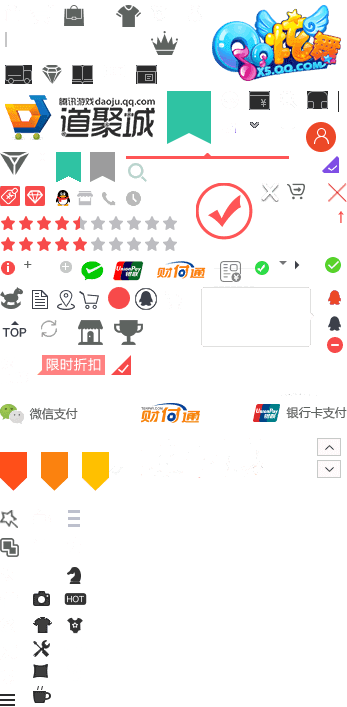 QQ炫舞
X5.QQ.COM
腾讯游戏daoju.qq.com
道聚城
UnionPay
银联
财付通
TOP
限时折扣
微信支付
财付通
UnionPay
银联
银行卡支付
HOT